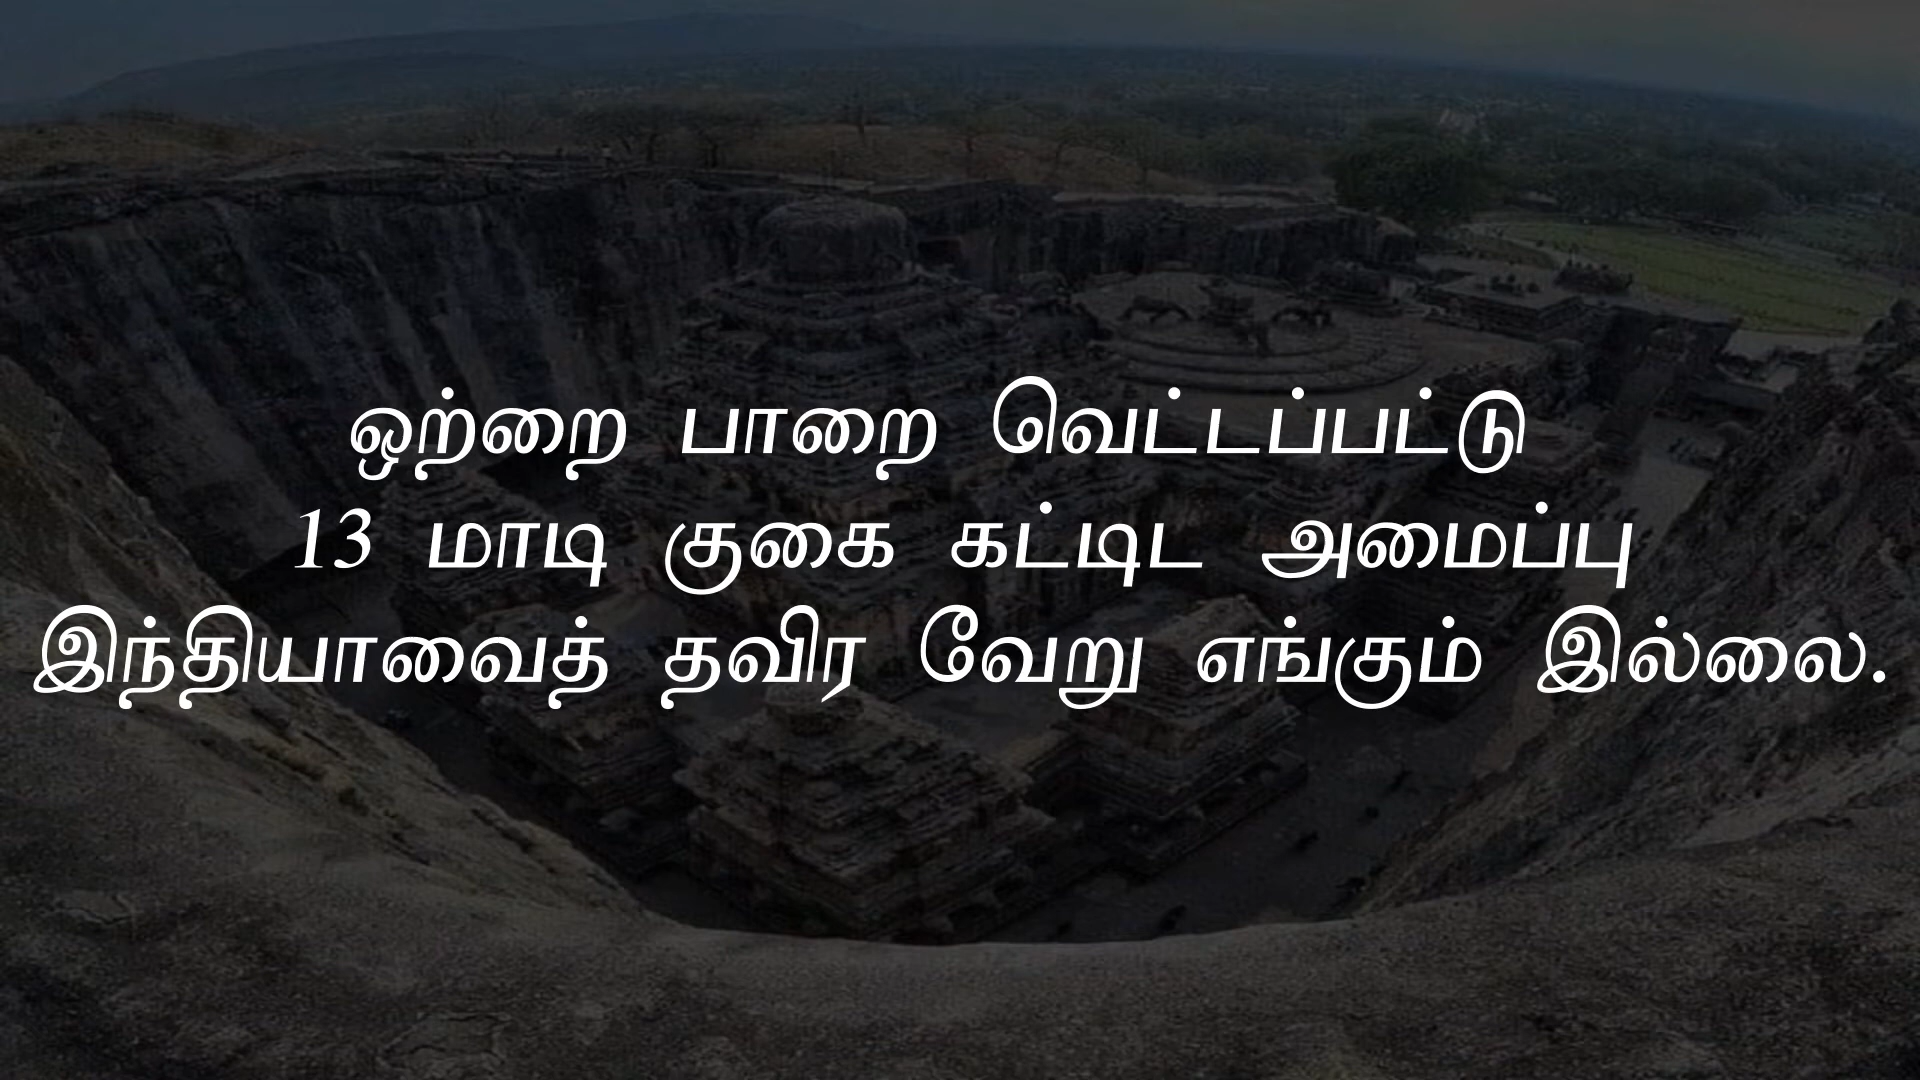 ஒற்றை பாறை வெட்டப்பட்டு
13 மாடி குகை கட்டிட அமைப்பு
இந்தியாவைத் தவிர வேறு எங்கும் இல்லை.